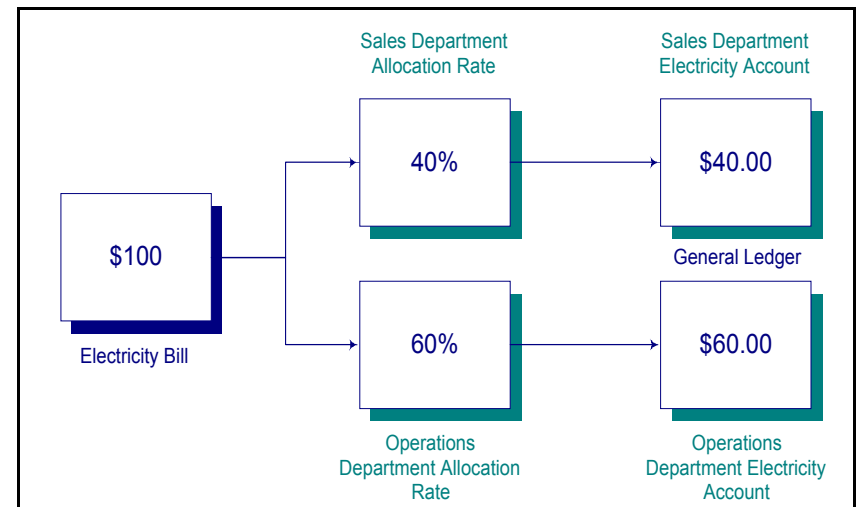 Sales Department
Allocation Rate
Sales Department
Electricity Account
40%
$40.00
$100
General Ledger
Electricity Bill
60%
$60.00
Operations
Department Allocation
Rate
Operations
Department Electricity
Account